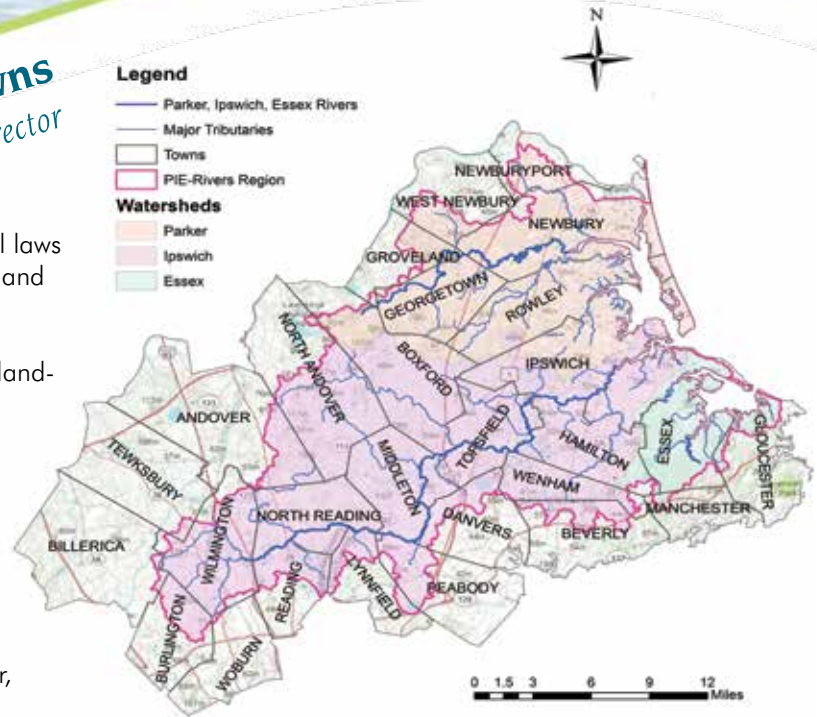 wns
rector
l laws
and
land-
r,
N
Legend
Parker, Ipswich, Essex Rivers
Major Tributaries
Towns
PIE-Rivers Region
Watersheds
Parker
Ipswich
Essex
NEWBURYPORT
WEST NEWBURY
NEWBURY
GROVELAND
GEORGETOWN
ROWLEY
NORTH ANDOVER
BOXFORD
IPSWICH
ANDOVER
TOPSFIELD
HAMILTON
ESSEX
GLOUCESTER
TEWKSBURY
MIDDLETON
WENHAM
MANCHESTER
WILMINGTON
NORTH READING
DANVERS
BEVERLY
BILLERICA
LYNNFIELD
PEABODY
READING
BURLINGTON
WOBURN
0 1.5 3 6 9 12
Miles